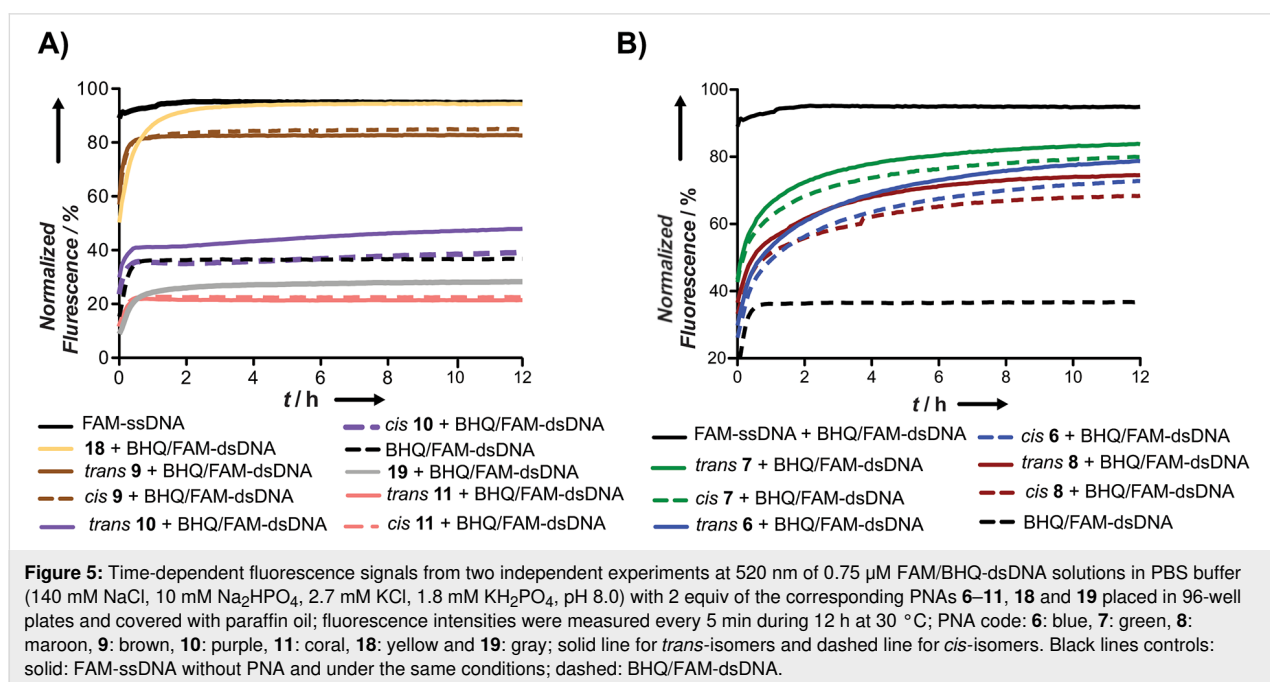 A)
Normalized
Flurescence / %
100
80
60
40
20
0
0 2 4 6 8 10 12
t / h
FAM-ssDNA
18 + BHQ/FAM-dsDNA
trans 9 + BHQ/FAM-dsDNA
cis 9 + BHQ/FAM-dsDNA
trans 10 + BHQ/FAM-dsDNA
cis 10 + BHQ/FAM-dsDNA
BHQ/FAM-dsDNA
19 + BHQ/FAM-dsDNA
trans 11 + BHQ/FAM-dsDNA
cis 11 + BHQ/FAM-dsDNA
B)
Normalized
Fluorescence / %
100
80
60
40
20
0 2 4 6 8 10 12
t / h
FAM-ssDNA + BHQ/FAM-dsDNA
trans 7 + BHQ/FAM-dsDNA
cis 7 + BHQ/FAM-dsDNA
trans 6 + BHQ/FAM-dsDNA
cis 6 + BHQ/FAM-dsDNA
trans 8 + BHQ/FAM-dsDNA
cis 8 + BHQ/FAM-dsDNA
BHQ/FAM-dsDNA
Figure 5: Time-dependent fluorescence signals from two independent experiments at 520 nm of 0.75 µM FAM/BHQ-dsDNA solutions in PBS buffer
(140 mM NaCl, 10 mM Na₂HPO₄, 2.7 mM KCl, 1.8 mM KH₂PO₄, pH 8.0) with 2 equiv of the corresponding PNAs 6–11, 18 and 19 placed in 96-well
plates and covered with paraffin oil; fluorescence intensities were measured every 5 min during 12 h at 30 °C; PNA code: 6: blue, 7: green, 8:
maroon, 9: brown, 10: purple, 11: coral, 18: yellow and 19: gray; solid line for trans-isomers and dashed line for cis-isomers. Black lines controls:
solid: FAM-ssDNA without PNA and under the same conditions; dashed: BHQ/FAM-dsDNA.